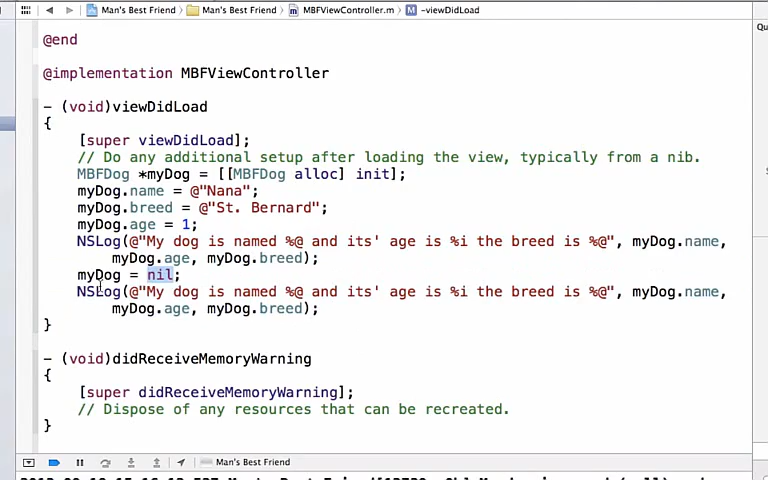 Man's Best Friend Man's Best Friend MBFViewController.m -viewDidLoad
Qu
@end
@implementation MBFViewController
- (void)viewDidLoad
{
[super viewDidLoad];
// Do any additional setup after loading the view, typically from a nib.
MBFDog *myDog = [[MBFDog alloc] init];
myDog.name = @"Nana";
myDog.breed = @"St. Bernard";
myDog.age = 1;
NSLog(@"My dog is named %@ and its' age is %i the breed is %@", myDog.name,
myDog.age, myDog.breed);
myDog = nil;
NSLog(@"My dog is named %@ and its' age is %i the breed is %@", myDog.name,
myDog.age, myDog.breed);
}
- (void)didReceiveMemoryWarning
{
[super didReceiveMemoryWarning];
// Dispose of any resources that can be recreated.
}
Man's Best Friend